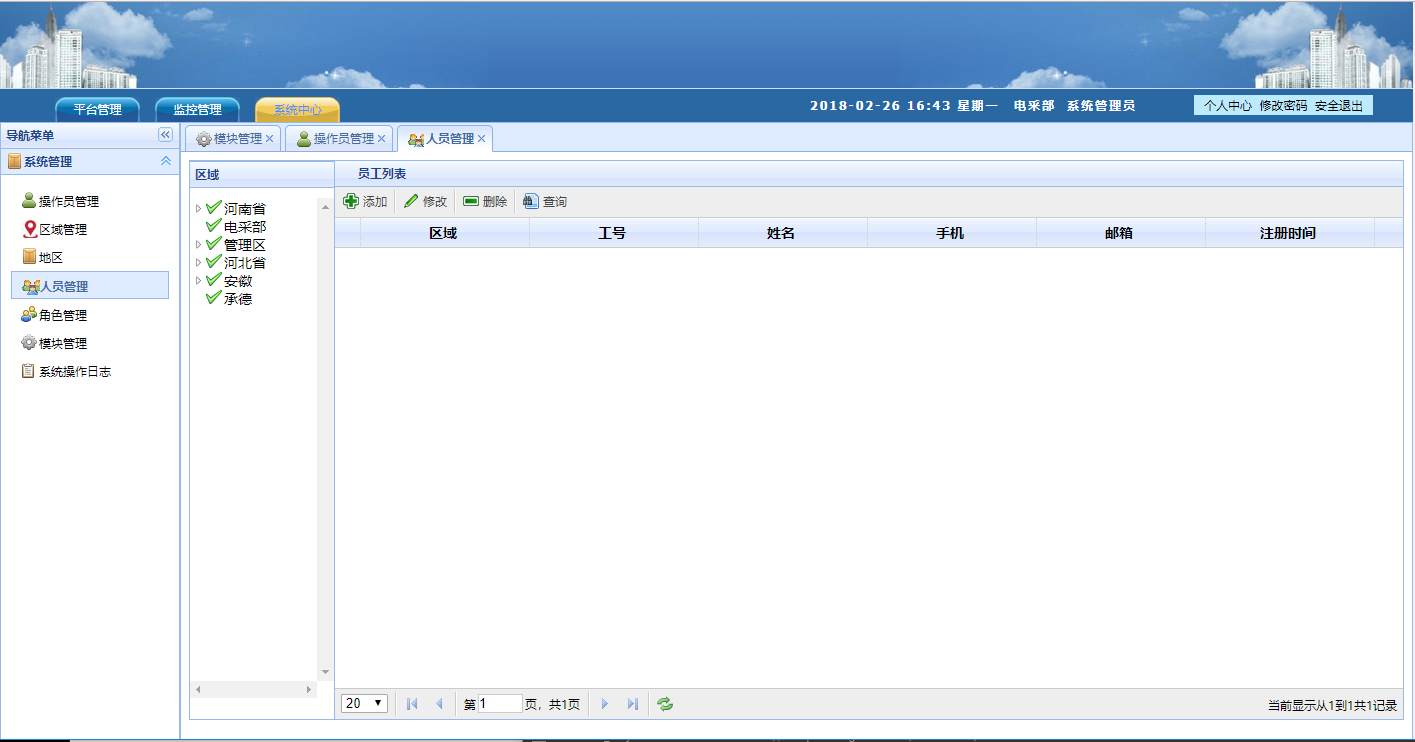 平台管理 监控管理 系统中心 2018-02-26 16:43 星期一 电采部 系统管理员 个人中心 修改密码 安全退出
导航菜单 模块管理 操作员管理 人员管理
系统管理
操作员管理
区域管理
地区
人员管理
角色管理
模块管理
系统操作日志
区域
河南省
电采部
管理区
河北省
安徽
承德
员工列表
添加 修改 删除 查询
区域 工号 姓名 手机 邮箱 注册时间
20 第 1 页, 共1页 当前显示从1到1共1记录